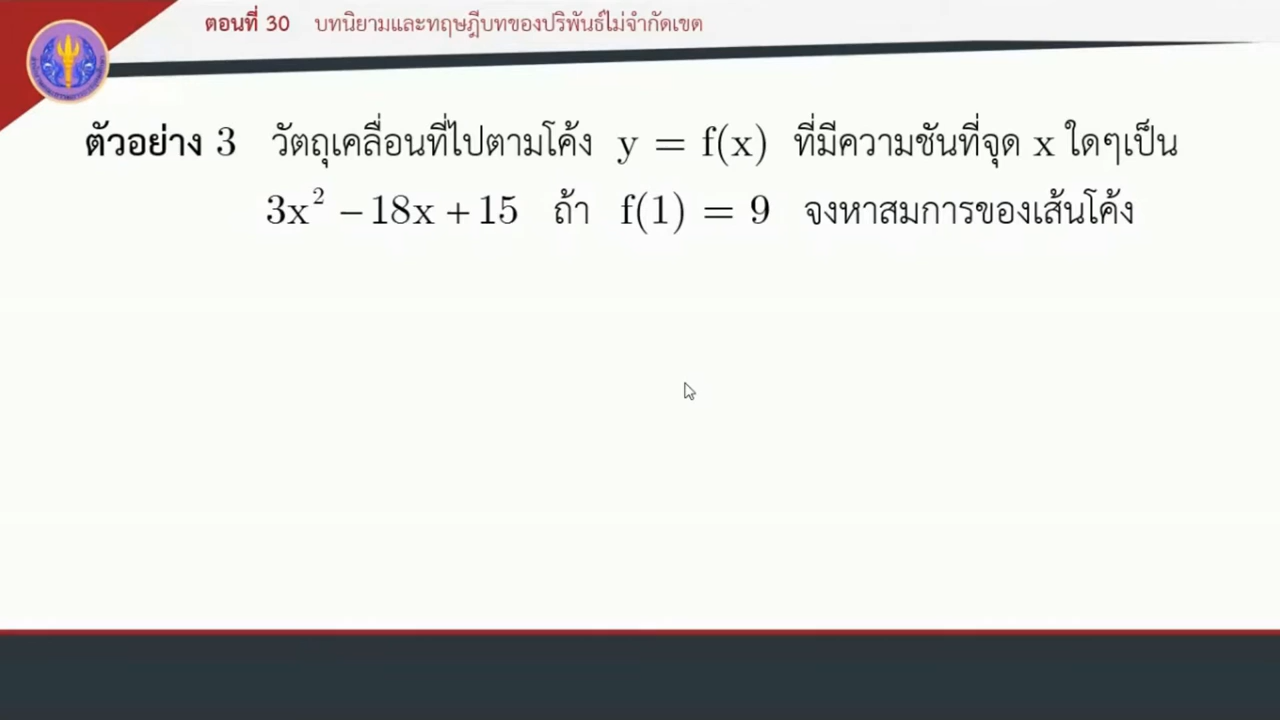 ตอนที่ 30 บทนิยามและทฤษฎีบทของปริพันธ์ไม่จำกัดเขต
ตัวอย่าง 3 วัตถุเคลื่อนที่ไปตามโค้ง y = f(x) ที่มีความชันที่จุด x ใดๆเป็น
3x² − 18x + 15 ถ้า f(1) = 9 จงหาสมการของเส้นโค้ง